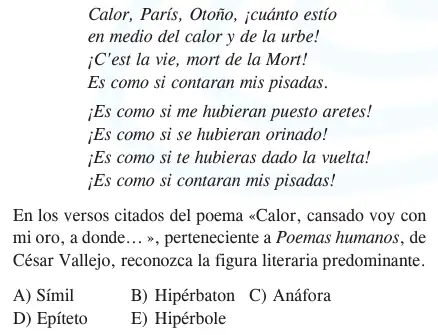 Calor, París, Otoño, ¡cuánto estío
en medio del calor y de la urbe!
¡C'est la vie, mort de la Mort!
Es como si contaran mis pisadas.
¡Es como si me hubieran puesto aretes!
¡Es como si se hubieran orinado!
¡Es como si te hubieras dado la vuelta!
¡Es como si contaran mis pisadas!
En los versos citados del poema «Calor, cansado voy con
mi oro, a donde... », perteneciente a Poemas humanos, de
César Vallejo, reconozca la figura literaria predominante.
A) Símil B) Hipérbaton C) Anáfora
D) Epíteto E) Hipérbole